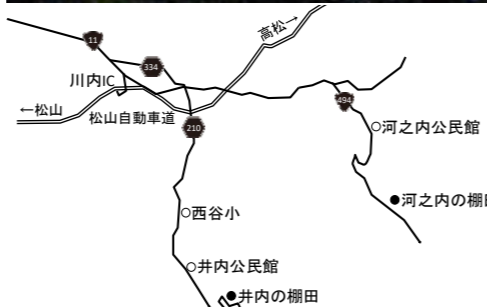 高松→
11
334
川内IC
←松山
松山自動車道
494
210
河之内公民館
河之内の棚田
西谷小
井内公民館
井内の棚田